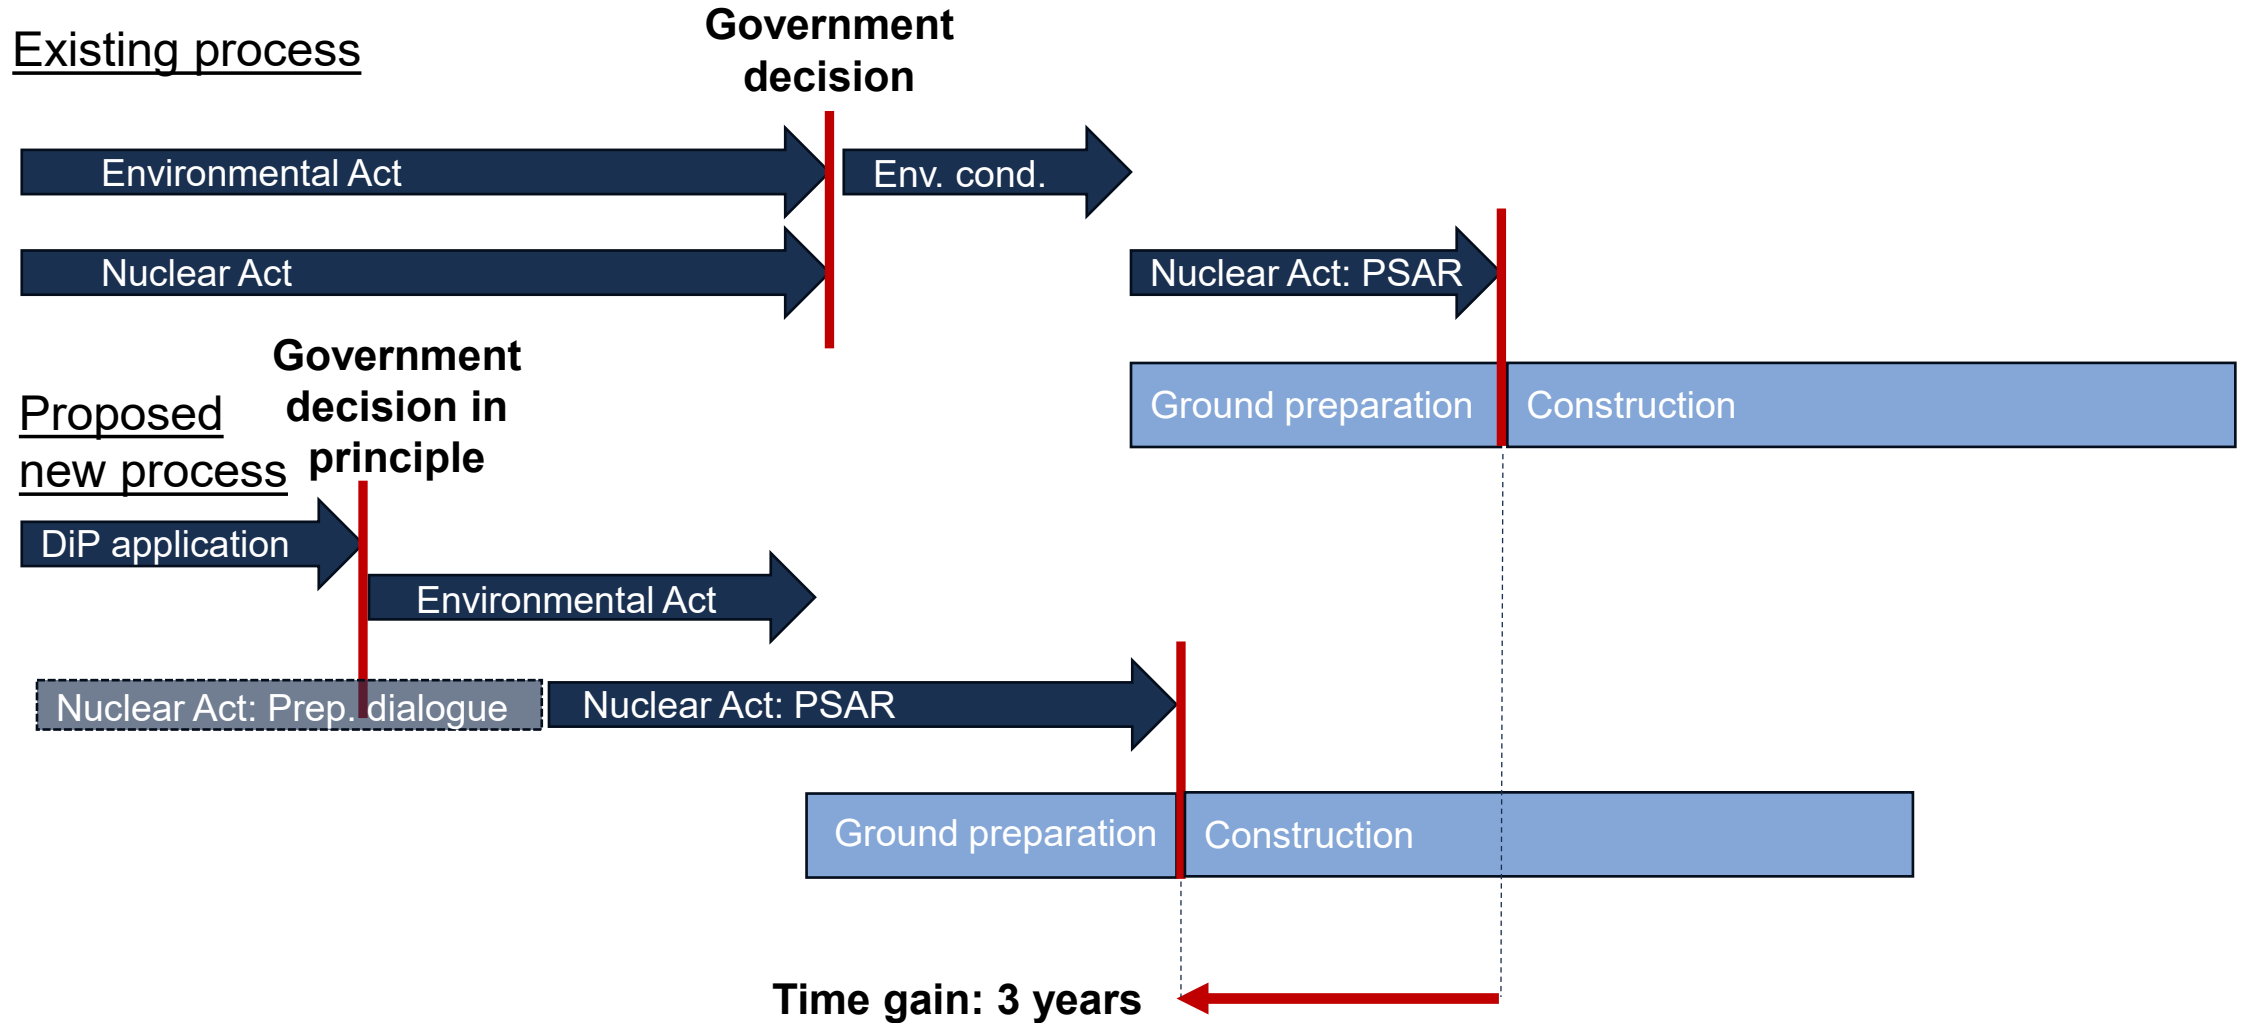 Existing process
Government
decision
Environmental Act
Env. cond.
Nuclear Act
Nuclear Act: PSAR
Ground preparation
Construction
Proposed
new process
Government
decision in
principle
DiP application
Environmental Act
Nuclear Act: Prep. dialogue
Nuclear Act: PSAR
Ground preparation
Construction
Time gain: 3 years